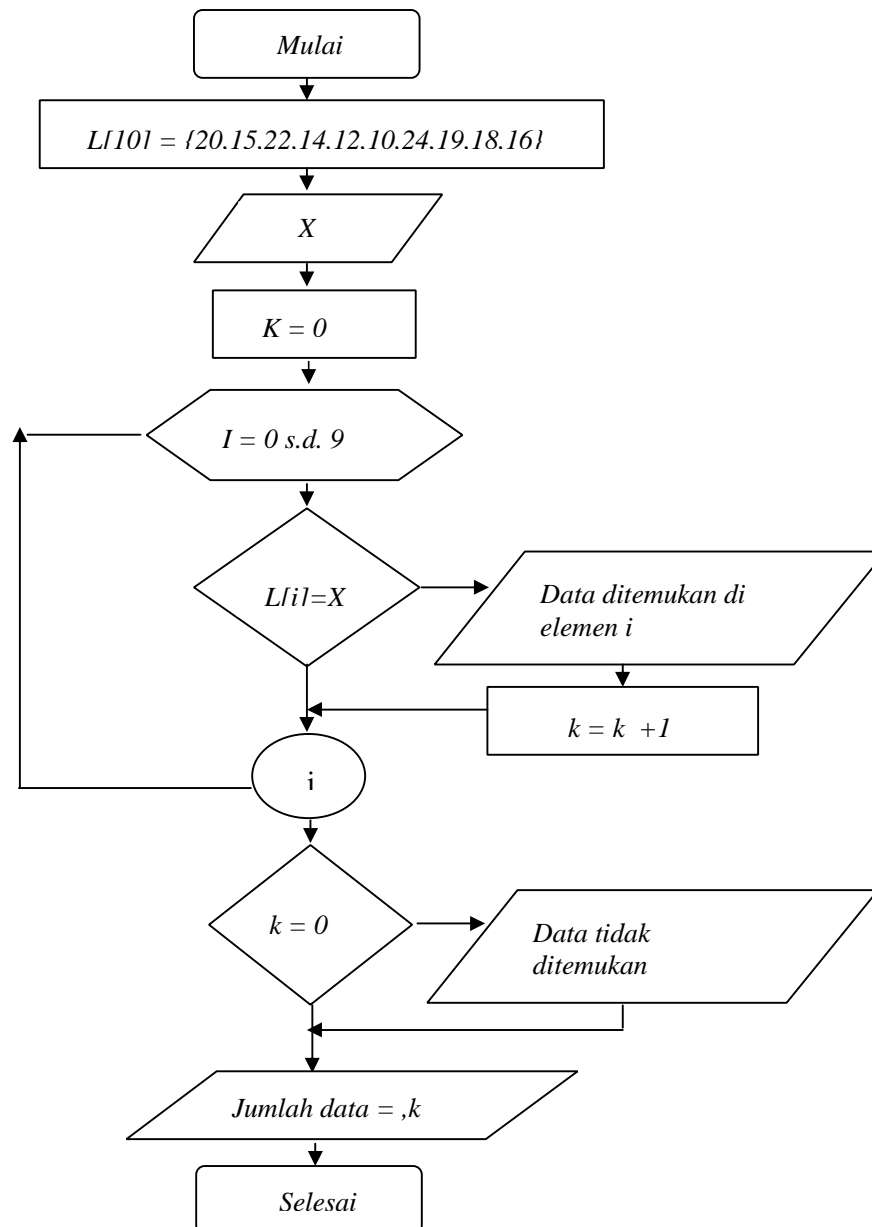 Mulai
L[10] = {20.15.22.14.12.10.24.19.18.16}
X
K = 0
I = 0 s.d. 9
L[i]=X
Data ditemukan di
elemen i
k = k +1
i
k = 0
Data tidak
ditemukan
Jumlah data = ,k
Selesai